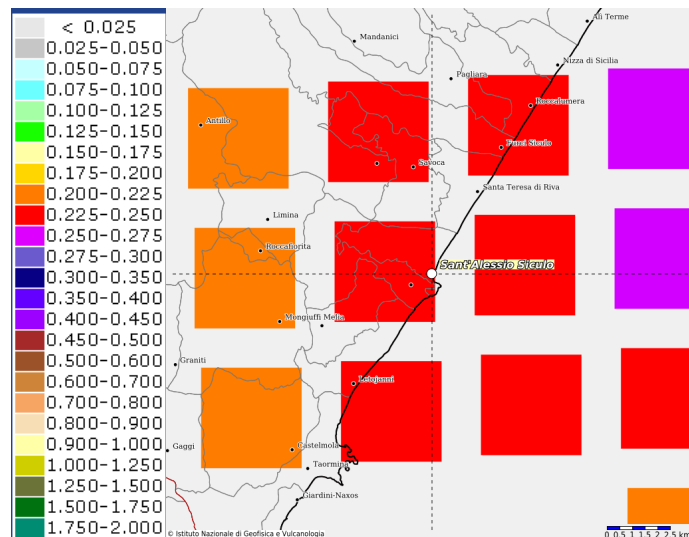 < 0.025
0.025-0.050
0.050-0.075
0.075-0.100
0.100-0.125
0.125-0.150
0.150-0.175
0.175-0.200
0.200-0.225
0.225-0.250
0.250-0.275
0.275-0.300
0.300-0.350
0.350-0.400
0.400-0.450
0.450-0.500
0.500-0.600
0.600-0.700
0.700-0.800
0.800-0.900
0.900-1.000
1.000-1.250
1.250-1.500
1.500-1.750
1.750-2.000
Alì Terme
Mandanici
Nizza di Sicilia
Pagliara
Roccalumera
Antillo
Furci Siculo
Savoca
Santa Teresa di Riva
Limina
Roccafiorita
Sant'Alessio Siculo
Mongiuffi Melia
Graniti
Letojanni
Gaggi
Castelmola
Taormina
Giardini-Naxos
© Istituto Nazionale di Geofisica e Vulcanologia
0 0.5 1 1.5 2 2.5 km